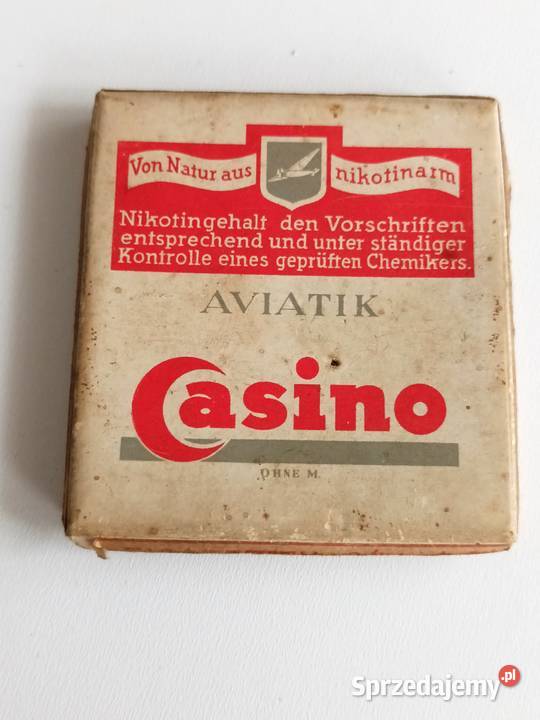 Von Natur aus nikotinarm
Nikotingehalt den Vorschriften
entsprechend und unter ständiger
Kontrolle eines geprüften Chemikers.
AVIATIK
Casino
OHNE M.
Sprzedajemy.pl